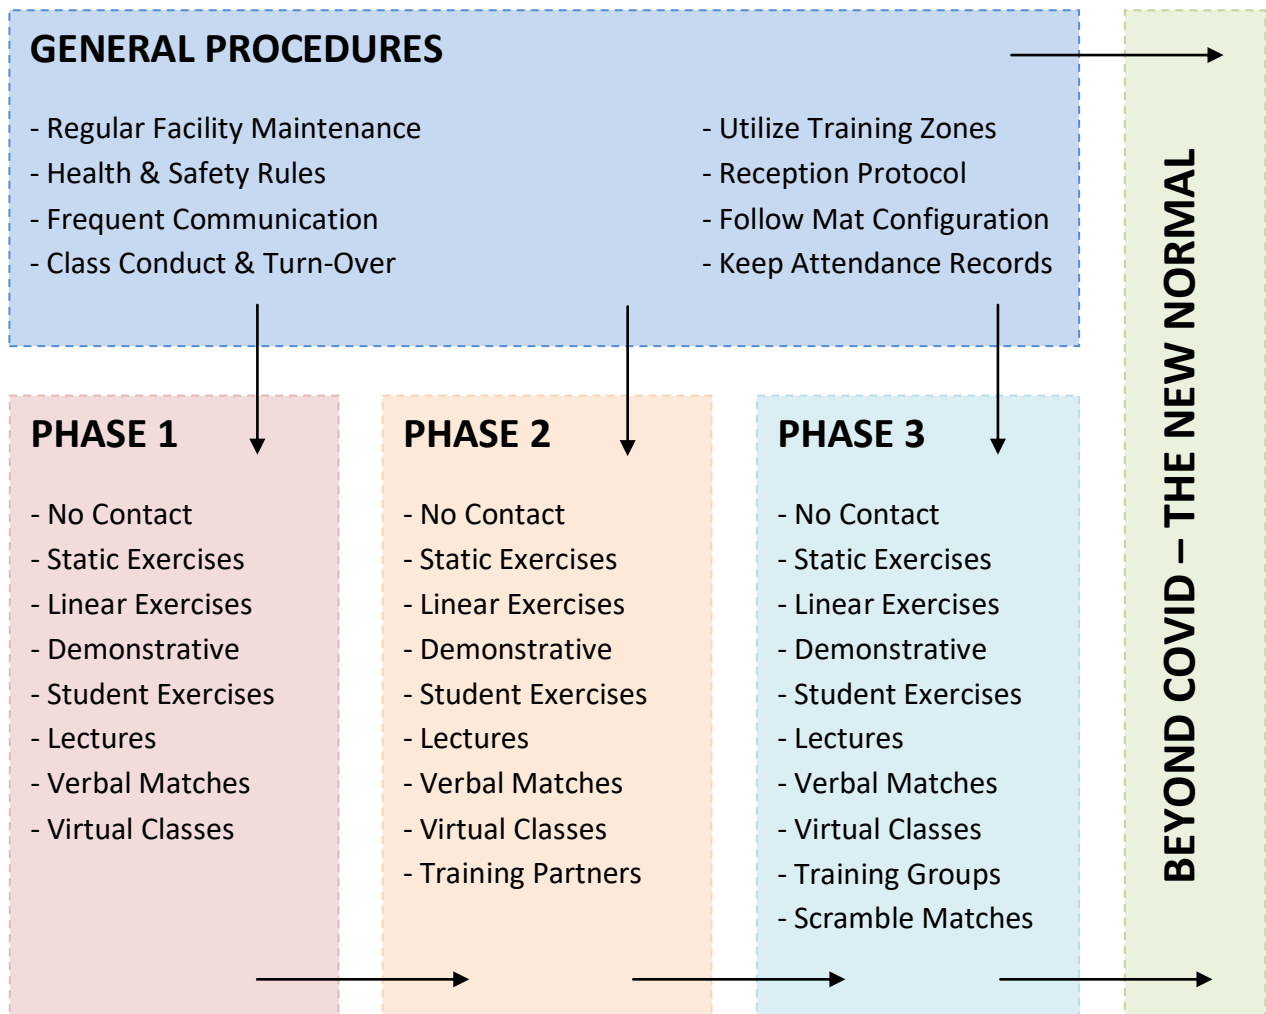 GENERAL PROCEDURES
- Regular Facility Maintenance
- Health & Safety Rules
- Frequent Communication
- Class Conduct & Turn-Over
- Utilize Training Zones
- Reception Protocol
- Follow Mat Configuration
- Keep Attendance Records
PHASE 1
- No Contact
- Static Exercises
- Linear Exercises
- Demonstrative
- Student Exercises
- Lectures
- Verbal Matches
- Virtual Classes
PHASE 2
- No Contact
- Static Exercises
- Linear Exercises
- Demonstrative
- Student Exercises
- Lectures
- Verbal Matches
- Virtual Classes
- Training Partners
PHASE 3
- No Contact
- Static Exercises
- Linear Exercises
- Demonstrative
- Student Exercises
- Lectures
- Verbal Matches
- Virtual Classes
- Training Groups
- Scramble Matches
BEYOND COVID – THE NEW NORMAL